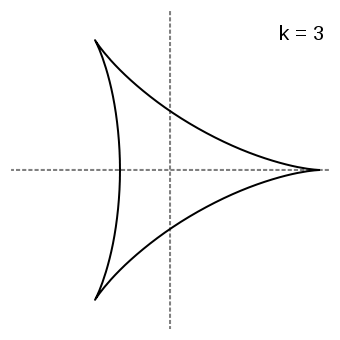 k = 3